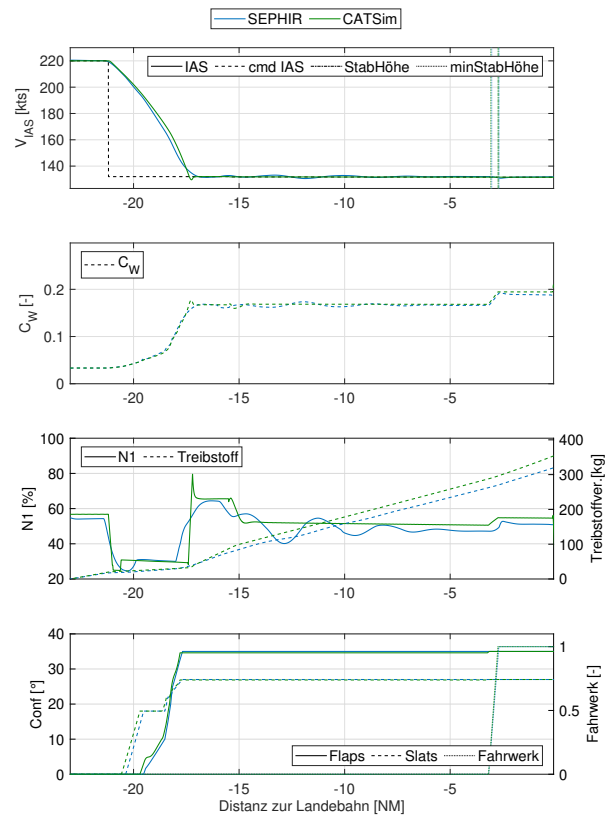 SEPHIR CATSim
IAS cmd IAS StabHöhe minStabHöhe
V_IAS [kts]
220
200
180
160
140
-20 -15 -10 -5
C_W
C_W [-]
0.2
0.1
0
-20 -15 -10 -5
N1 Treibstoff
N1 [%]
100
80
60
40
20
Treibstoffver.[kg]
400
300
200
100
0
-20 -15 -10 -5
Conf [°]
40
30
20
10
0
Fahrwerk [-]
1
0.5
0
Flaps Slats Fahrwerk
-20 -15 -10 -5
Distanz zur Landebahn [NM]